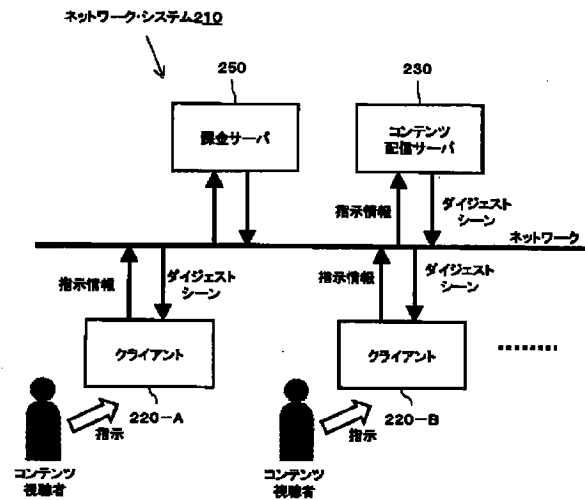 ネットワーク・システム210
250
230
課金サーバ
コンテンツ
配信サーバ
指示情報
ダイジェスト
シーン
ネットワーク
指示情報
ダイジェスト
シーン
指示情報
ダイジェスト
シーン
クライアント
クライアント
220-A
220-B
指示
指示
コンテンツ
視聴者
コンテンツ
視聴者